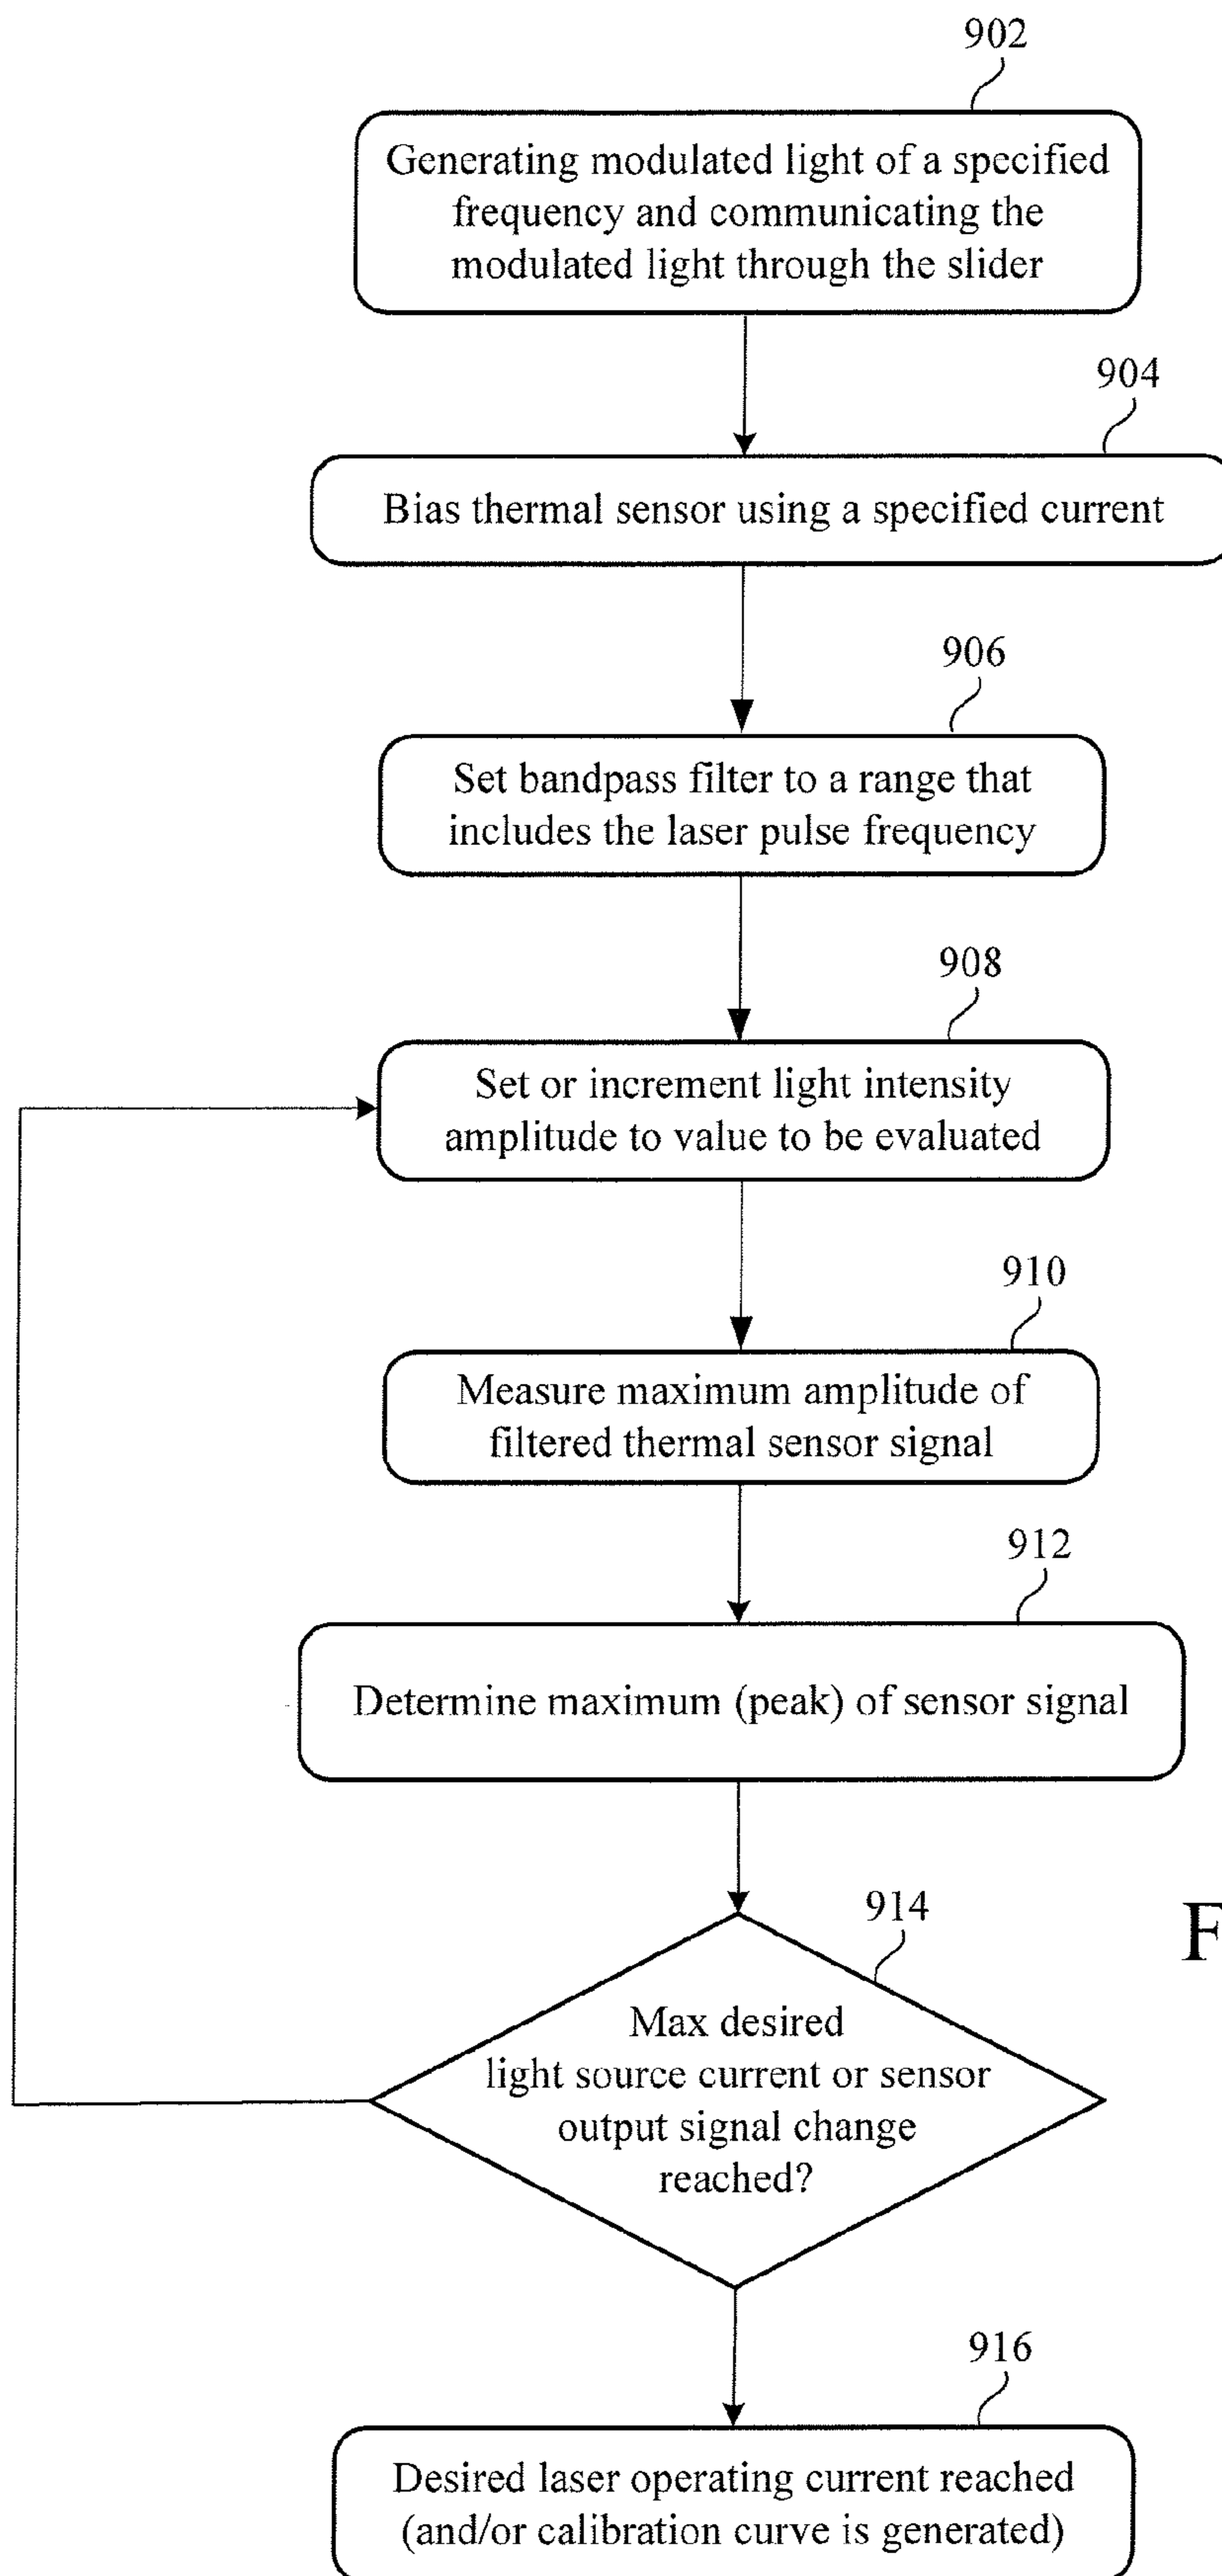 902
Generating modulated light of a specified
frequency and communicating the
modulated light through the slider
904
Bias thermal sensor using a specified current
906
Set bandpass filter to a range that
includes the laser pulse frequency
908
Set or increment light intensity
amplitude to value to be evaluated
910
Measure maximum amplitude of
filtered thermal sensor signal
912
Determine maximum (peak) of sensor signal
914
F
Max desired
light source current or sensor
output signal change
reached?
916
Desired laser operating current reached
(and/or calibration curve is generated)